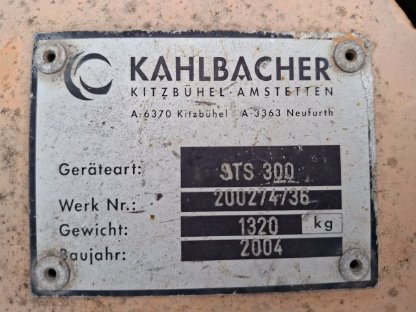 KAHLBACHER
KITZBÜHEL-AMSTETTEN
A-6370 Kitzbühel A-3363 Neufurth
Geräteart: STS 300
Werk Nr.: 200274736
Gewicht: 1320 kg
Baujahr: 2004